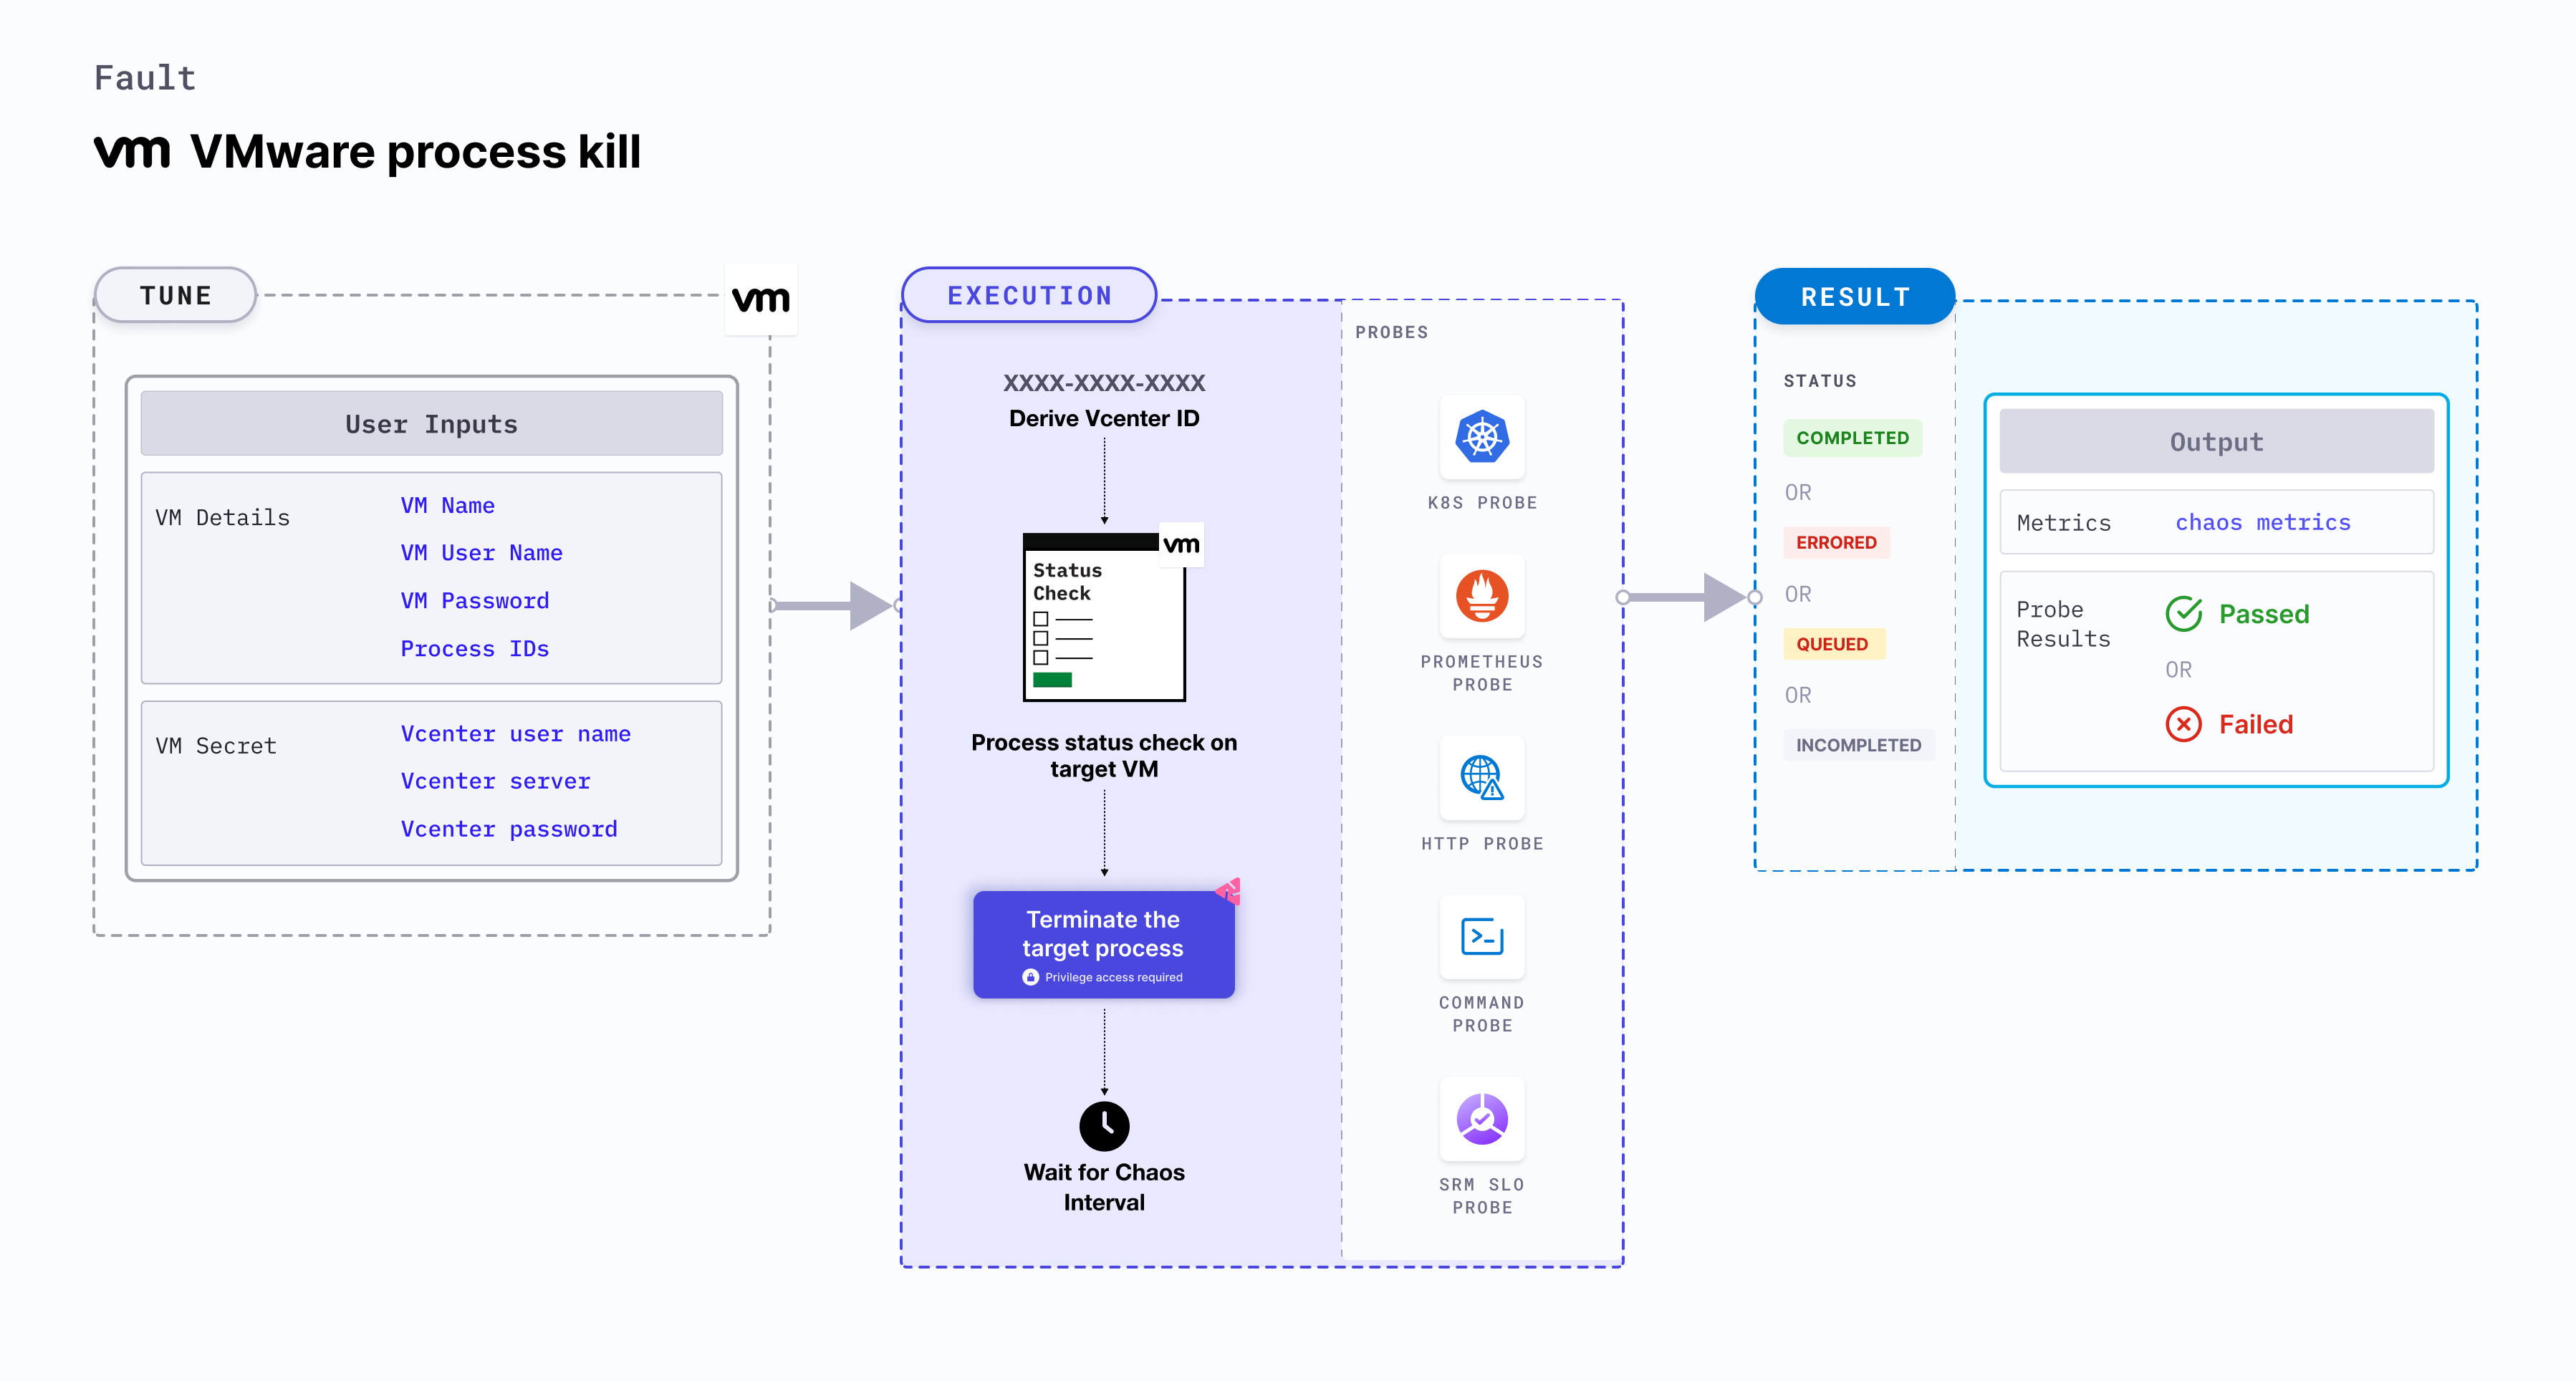 Fault
vm VMware process kill
TUNE
vm
User Inputs
VM Details
VM Name
VM User Name
VM Password
Process IDs
VM Secret
Vcenter user name
Vcenter server
Vcenter password
EXECUTION
XXXX-XXXX-XXXX
Derive Vcenter ID
vm
Status
Check
Process status check on
target VM
Terminate the
target process
Privilege access required
Wait for Chaos
Interval
PROBES
K8S PROBE
PROMETHEUS
PROBE
HTTP PROBE
COMMAND
PROBE
SRM SLO
PROBE
RESULT
STATUS
COMPLETED
OR
ERRORED
OR
QUEUED
OR
INCOMPLETED
Output
Metrics
chaos metrics
Probe
Results
Passed
OR
Failed